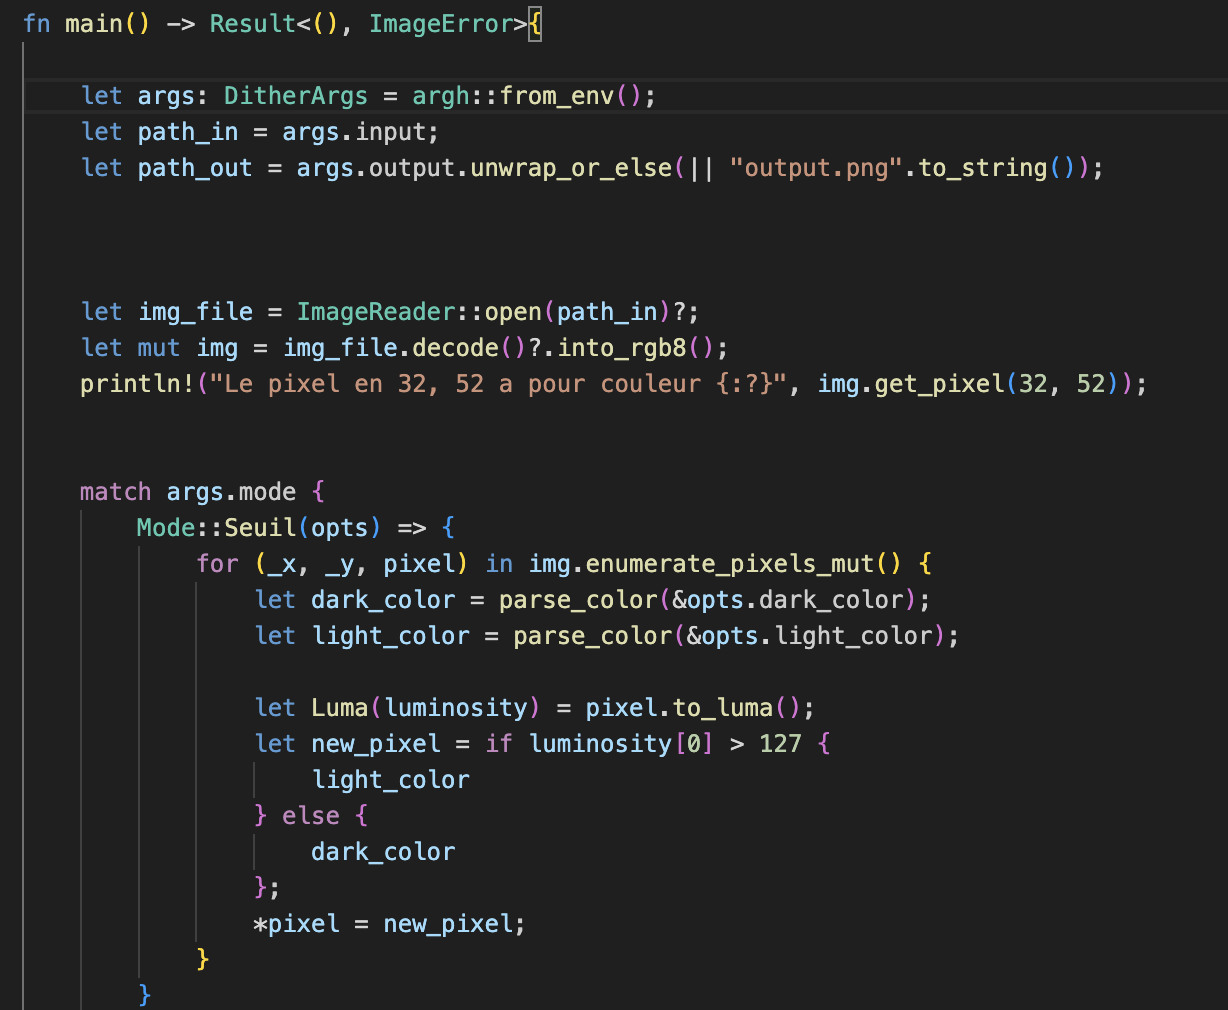 fn main() -> Result<(), ImageError>{
let args: DitherArgs = argh::from_env();
let path_in = args.input;
let path_out = args.output.unwrap_or_else(|| "output.png".to_string());
let img_file = ImageReader::open(path_in)?;
let mut img = img_file.decode()?.into_rgb8();
println!("Le pixel en 32, 52 a pour couleur {:?}", img.get_pixel(32, 52));
match args.mode {
Mode::Seuil(opts) => {
for (_x, _y, pixel) in img.enumerate_pixels_mut() {
let dark_color = parse_color(&opts.dark_color);
let light_color = parse_color(&opts.light_color);
let Luma(luminosity) = pixel.to_luma();
let new_pixel = if luminosity[0] > 127 {
light_color
} else {
dark_color
};
*pixel = new_pixel;
}
}